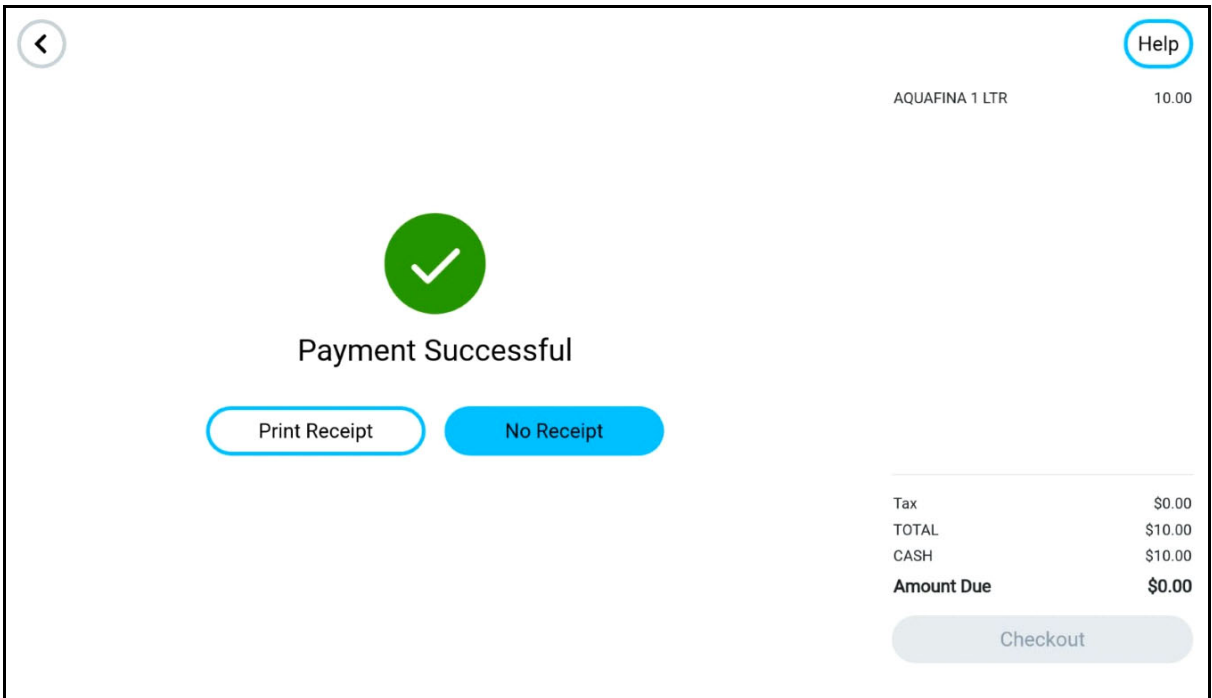 Help
AQUAFINA 1 LTR 10.00
Payment Successful
Print Receipt No Receipt
Tax $0.00
TOTAL $10.00
CASH $10.00
Amount Due $0.00
Checkout